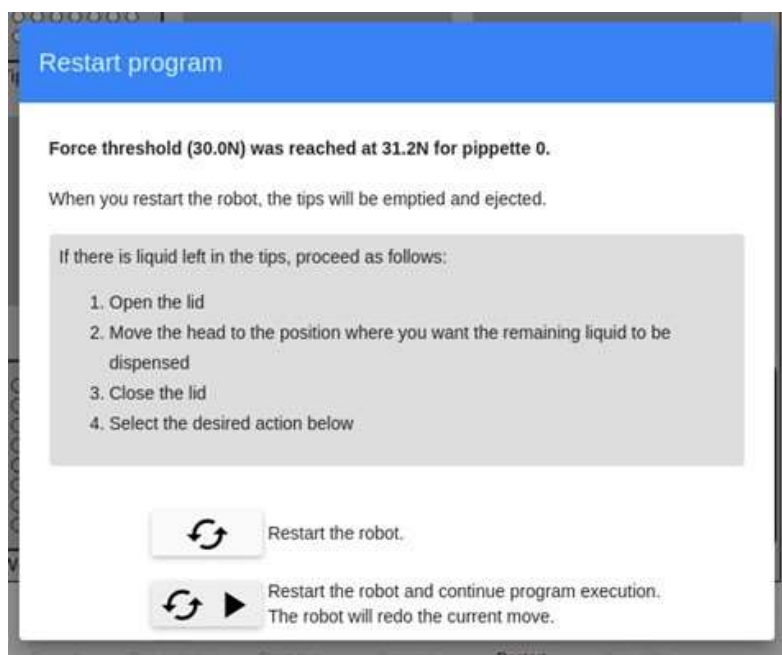 Restart program
Force threshold (30.0N) was reached at 31.2N for pippette 0.
When you restart the robot, the tips will be emptied and ejected.
If there is liquid left in the tips, proceed as follows:
1. Open the lid
2. Move the head to the position where you want the remaining liquid to be
dispensed
3. Close the lid
4. Select the desired action below
Restart the robot.
Restart the robot and continue program execution.
The robot will redo the current move.